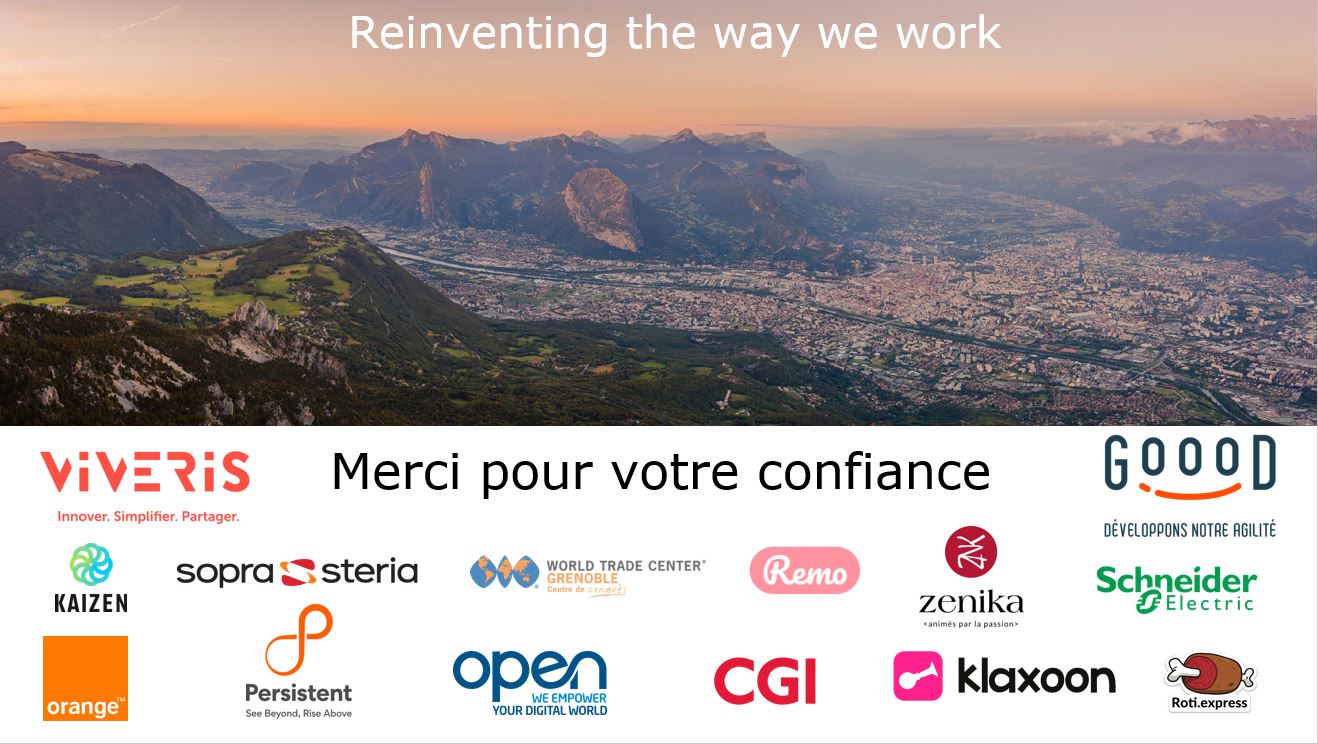 Reinventing the way we work
ViVERiS
Innover. Simplifier. Partager.
Merci pour votre confiance
GOOOD
DÉVELOPPONS NOTRE AGILITÉ
KAIZEN
sopra steria
WORLD TRADE CENTER®
GRENOBLE
Centre de congrès
Remo
ZNK
zenika
<animés par la passion>
Schneider
Electric
orange™
Persistent
See Beyond, Rise Above
open
WE EMPOWER
YOUR DIGITAL WORLD
CGI
klaxoon
Roti.express